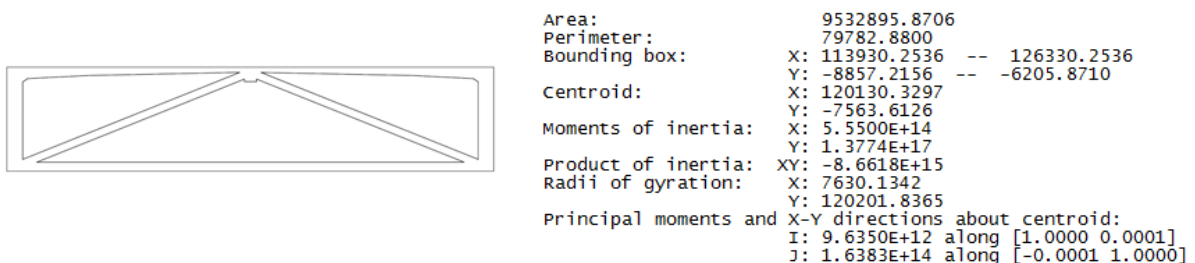 Area: 9532895.8706
Perimeter: 79782.8800
Bounding box: X: 113930.2536 -- 126330.2536
Y: -8857.2156 -- -6205.8710
Centroid: X: 120130.3297
Y: -7563.6126
Moments of inertia: X: 5.5500E+14
Y: 1.3774E+17
Product of inertia: XY: -8.6618E+15
Radii of gyration: X: 7630.1342
Y: 120201.8365
Principal moments and X-Y directions about centroid:
I: 9.6350E+12 along [1.0000 0.0001]
J: 1.6383E+14 along [-0.0001 1.0000]